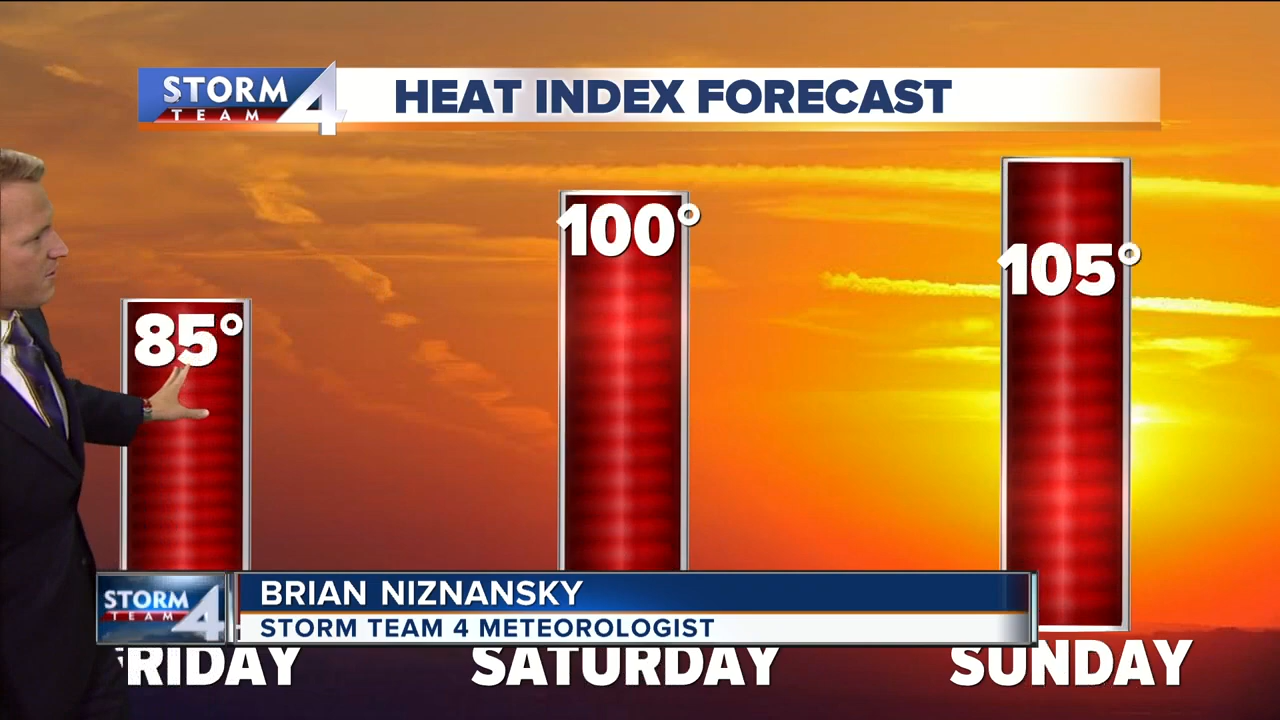 STORM
TEAM 4
HEAT INDEX FORECAST
85°
100°
105°
STORM
TEAM 4
BRIAN NIZNANSKY
STORM TEAM 4 METEOROLOGIST
FRIDAY
SATURDAY
SUNDAY